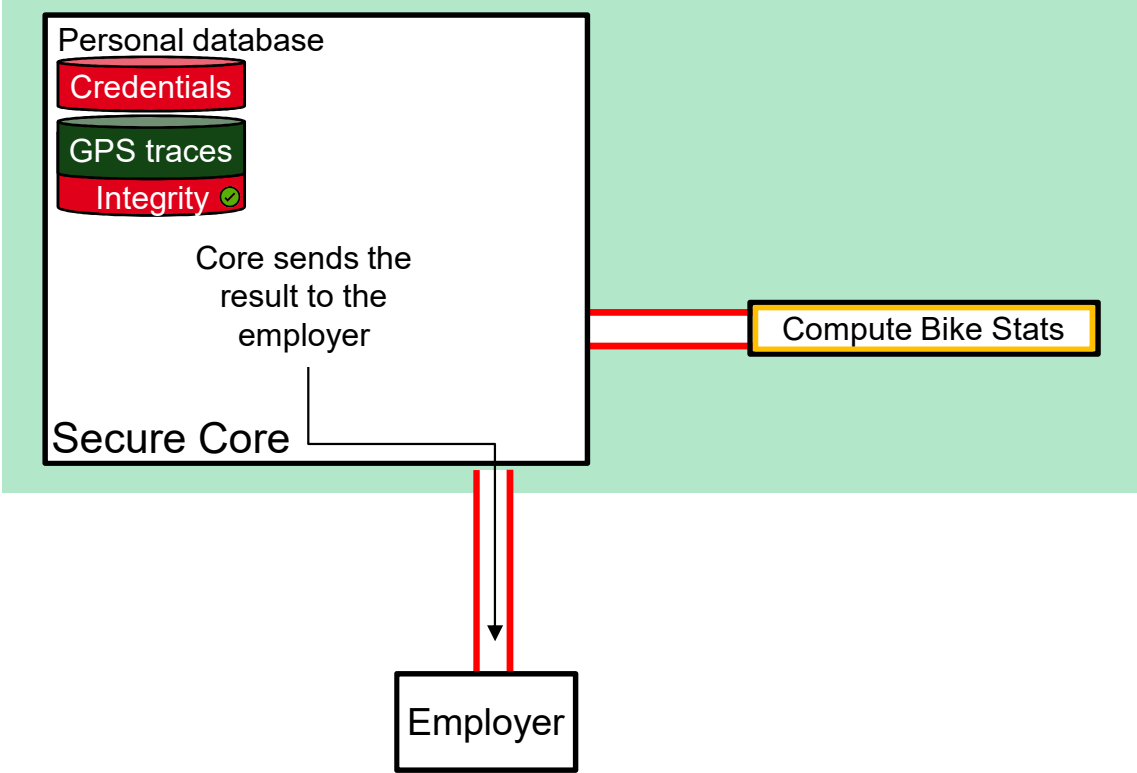 Personal database
Credentials
GPS traces
Integrity
Core sends the
result to the
employer
Compute Bike Stats
Secure Core
Employer